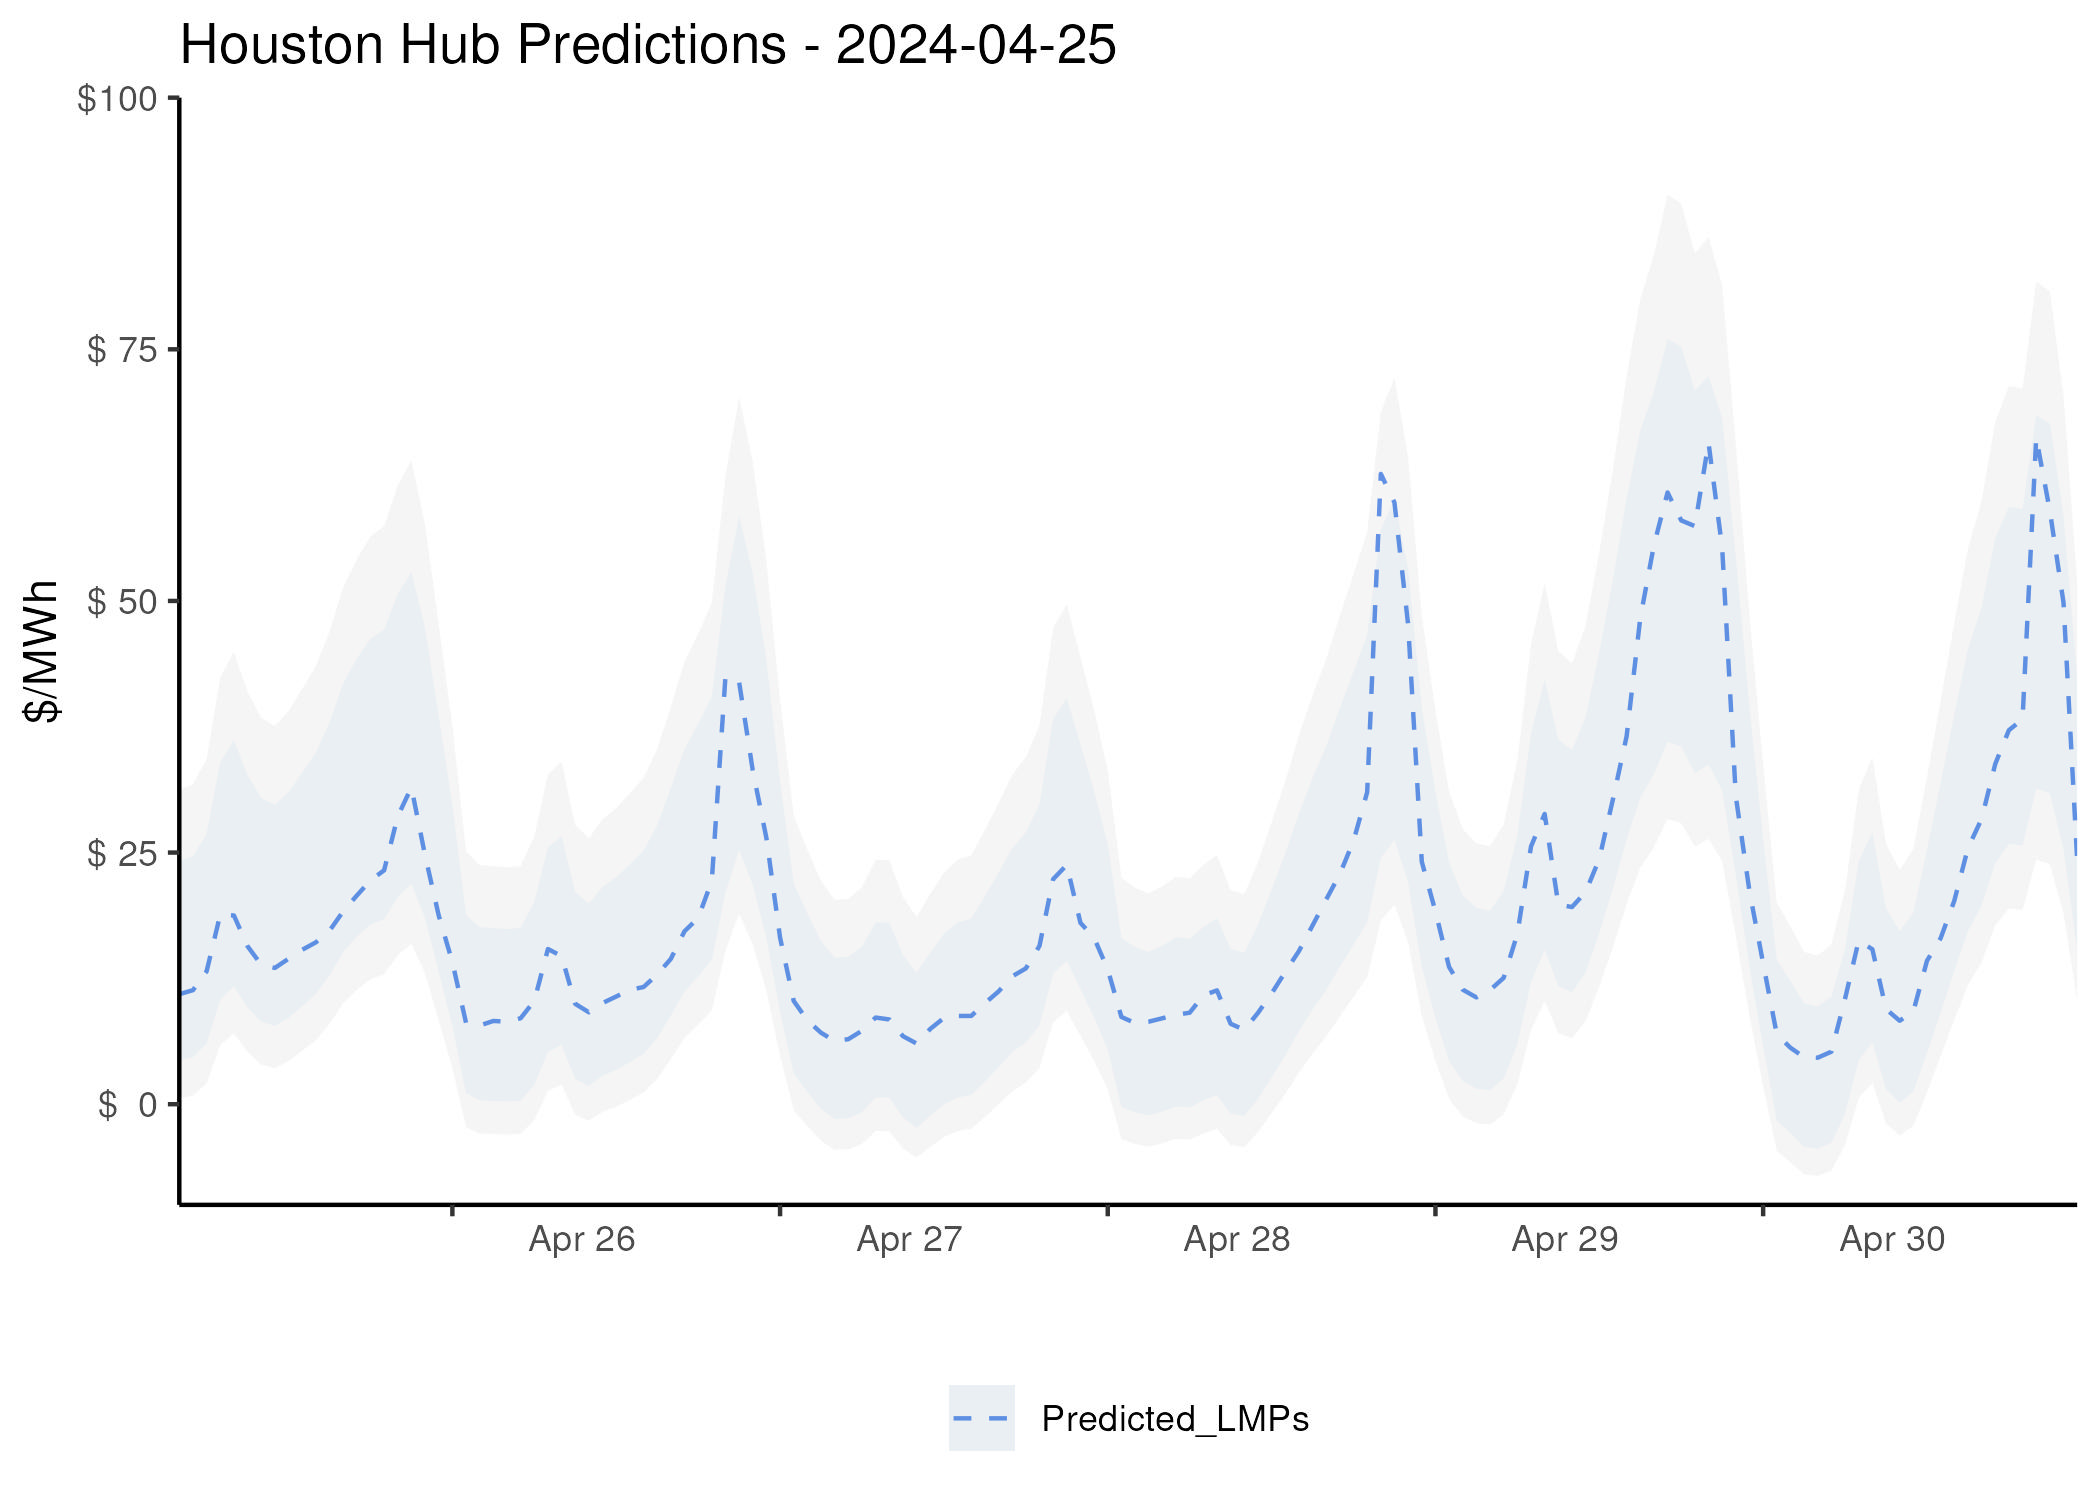 Houston Hub Predictions - 2024-04-25
$100
$ 75
$ 50
$ 25
$ 0
$/MWh
Apr 26 Apr 27 Apr 28 Apr 29 Apr 30
Predicted_LMPs